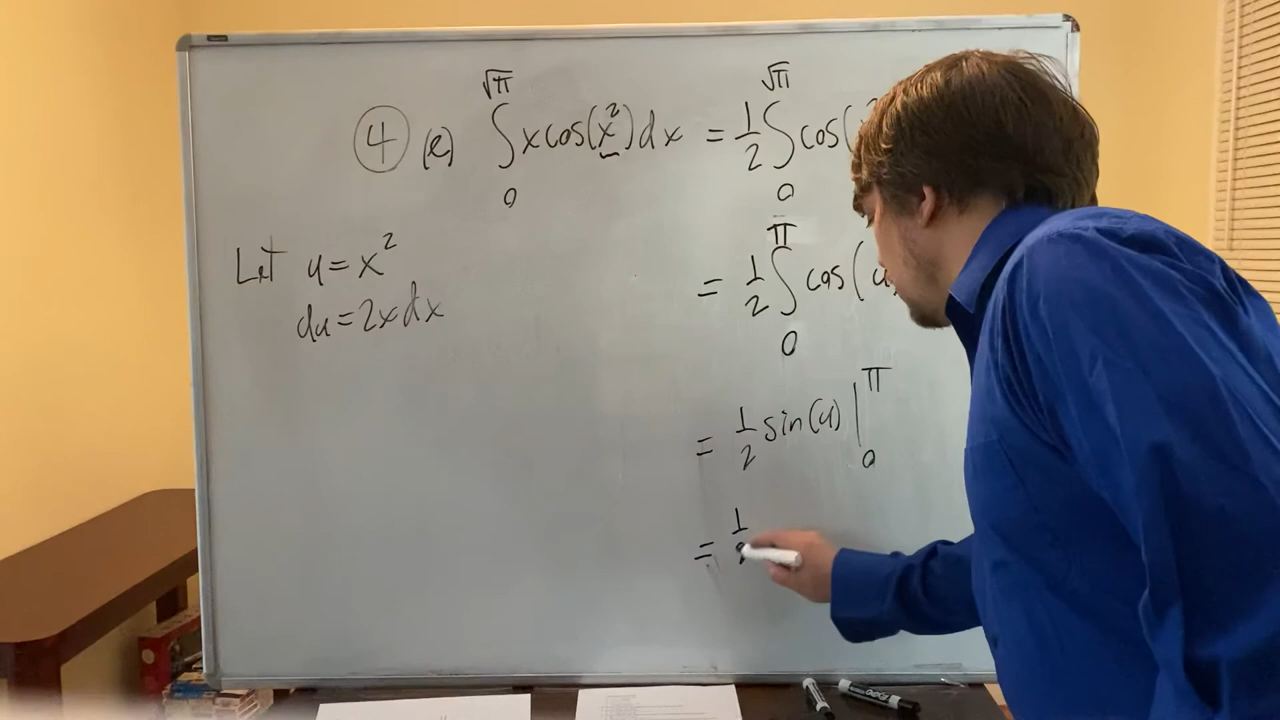 ④ (e) ∫₀^√π x cos(x²) dx = 1/2 ∫₀^√π cos(
Let u = x²
du = 2x dx
= 1/2 ∫₀^π cos(u
= 1/2 sin(u) |₀^π
= 1/2